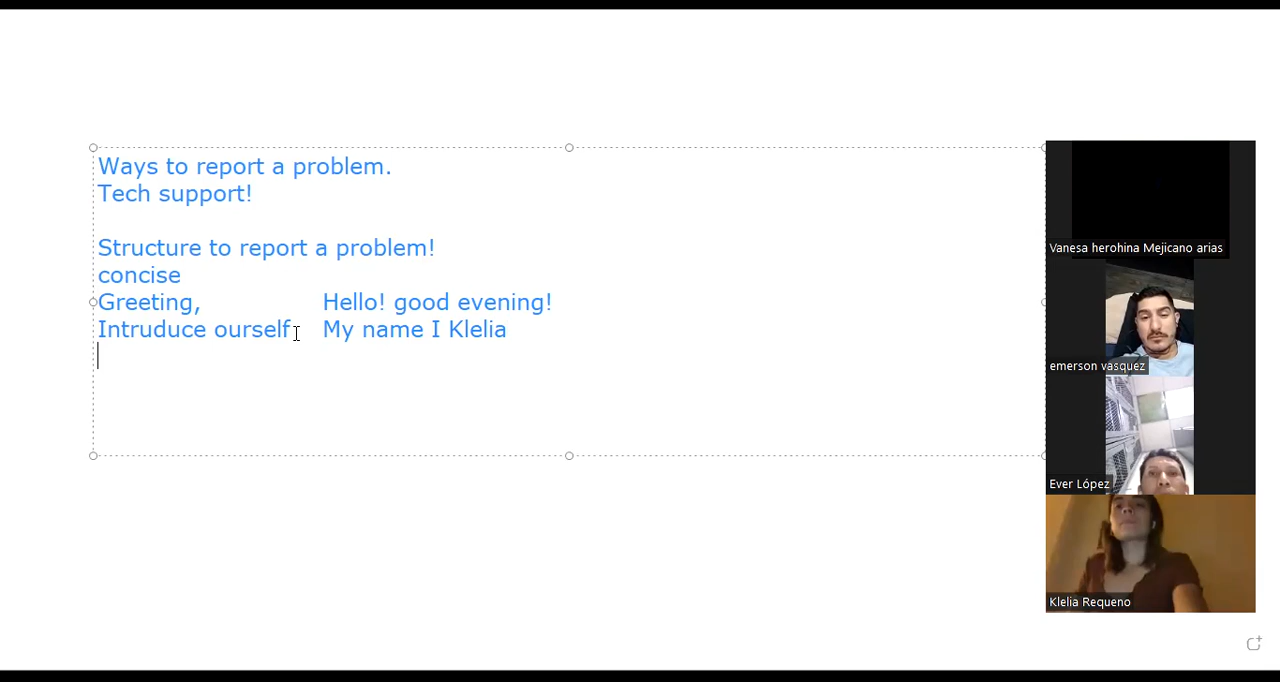 Ways to report a problem.
Tech support!
Structure to report a problem!
concise
Greeting, Hello! good evening!
Intruduce ourself. My name I Klelia
Vanesa herohina Mejicano arias
emerson vasquez
Ever López
Klelia Requeno